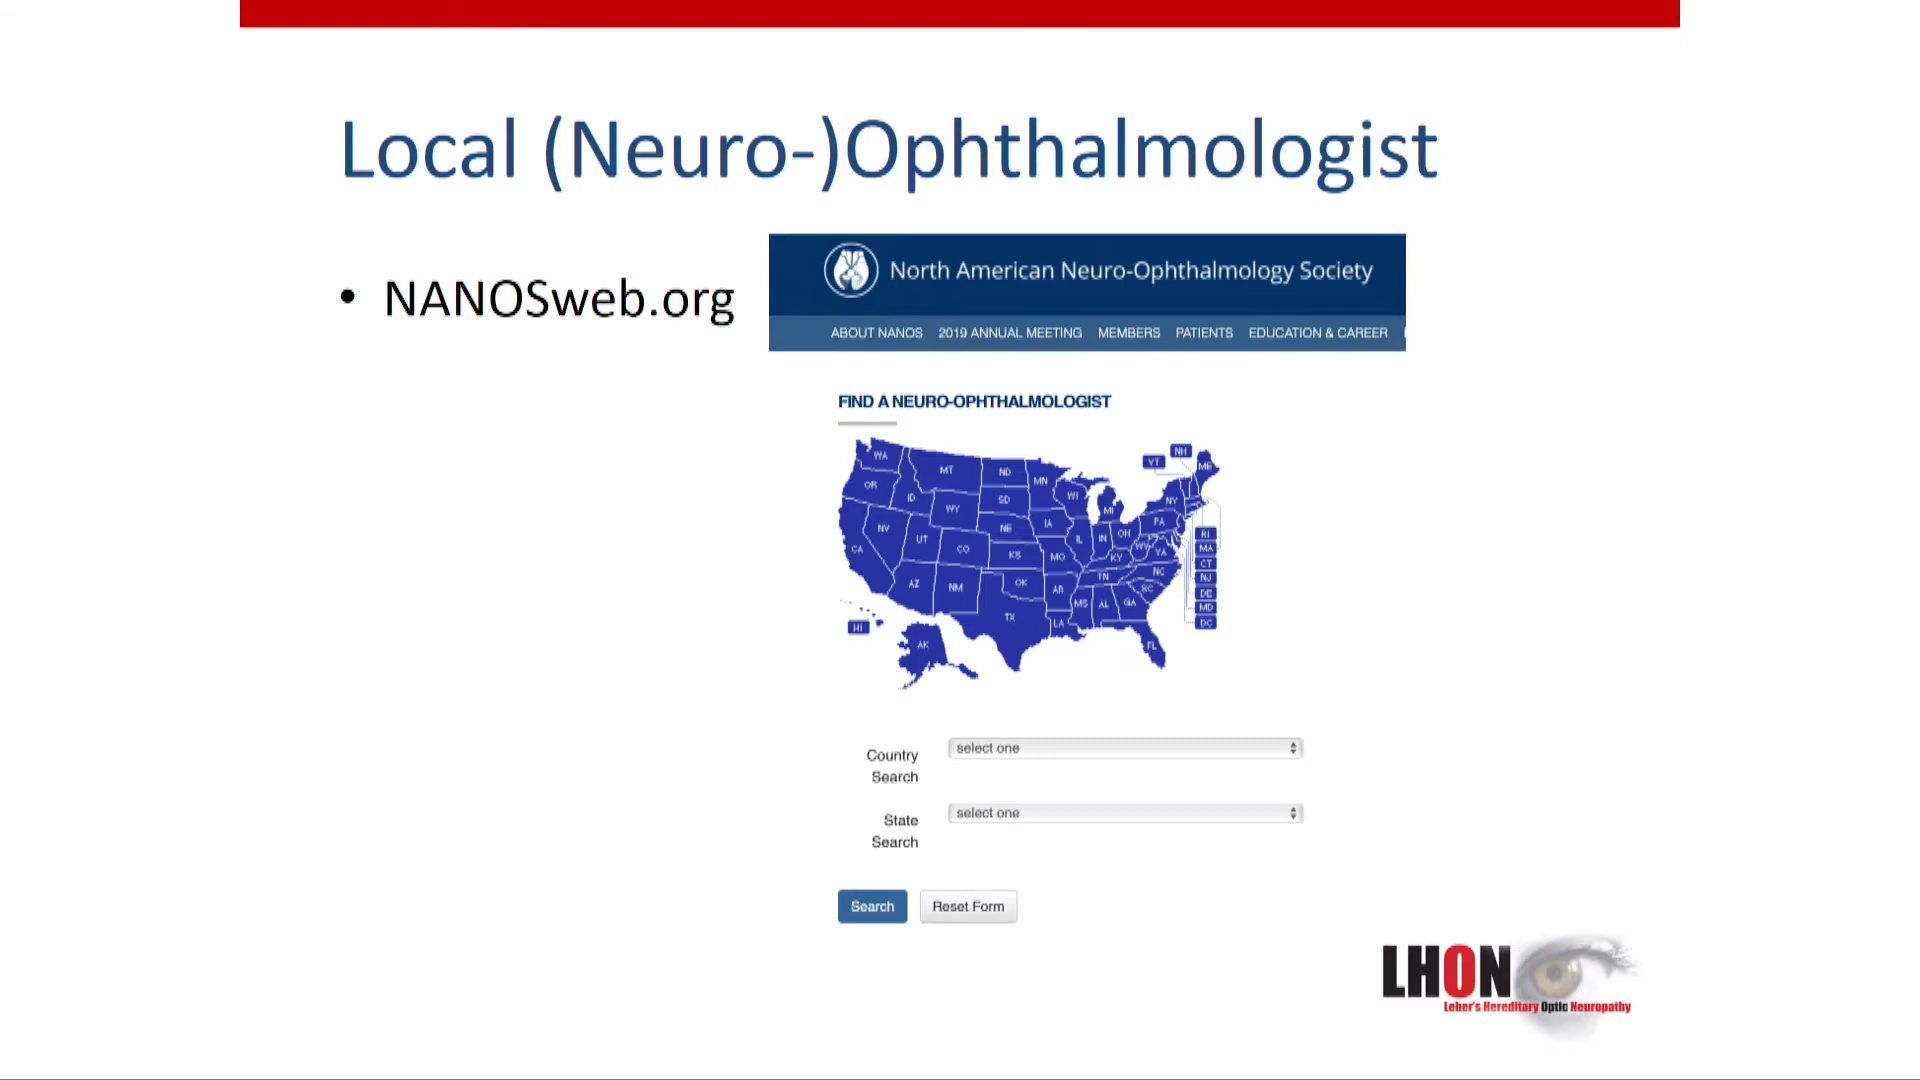 Local (Neuro-)Ophthalmologist
• NANOSweb.org
North American Neuro-Ophthalmology Society
ABOUT NANOS 2019 ANNUAL MEETING MEMBERS PATIENTS EDUCATION & CAREER
FIND A NEURO-OPHTHALMOLOGIST
WA
MT
ND
MN
VT
NH
ME
OR
ID
SD
WI
MI
NY
WY
NE
IA
PA
NV
UT
CO
KS
MO
IL
IN
OH
WV
VA
KY
CA
AZ
NM
OK
AR
TN
NC
SC
TX
LA
MS
AL
GA
FL
RI
MA
CT
NJ
DE
MD
DC
HI
AK
Country Search
select one
State Search
select one
Search
Reset Form
LHON
Leber's Hereditary Optic Neuropathy